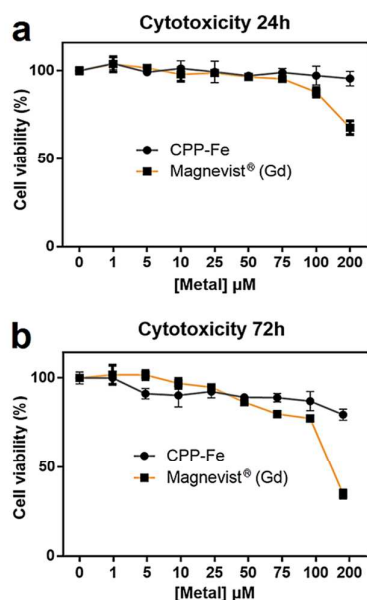 a
Cytotoxicity 24h
Cell viability (%)
100
50
0
CPP-Fe
Magnevist® (Gd)
0 1 5 10 25 50 75 100 200
[Metal] µM
b
Cytotoxicity 72h
Cell viability (%)
100
50
0
CPP-Fe
Magnevist® (Gd)
0 1 5 10 25 50 75 100 200
[Metal] µM